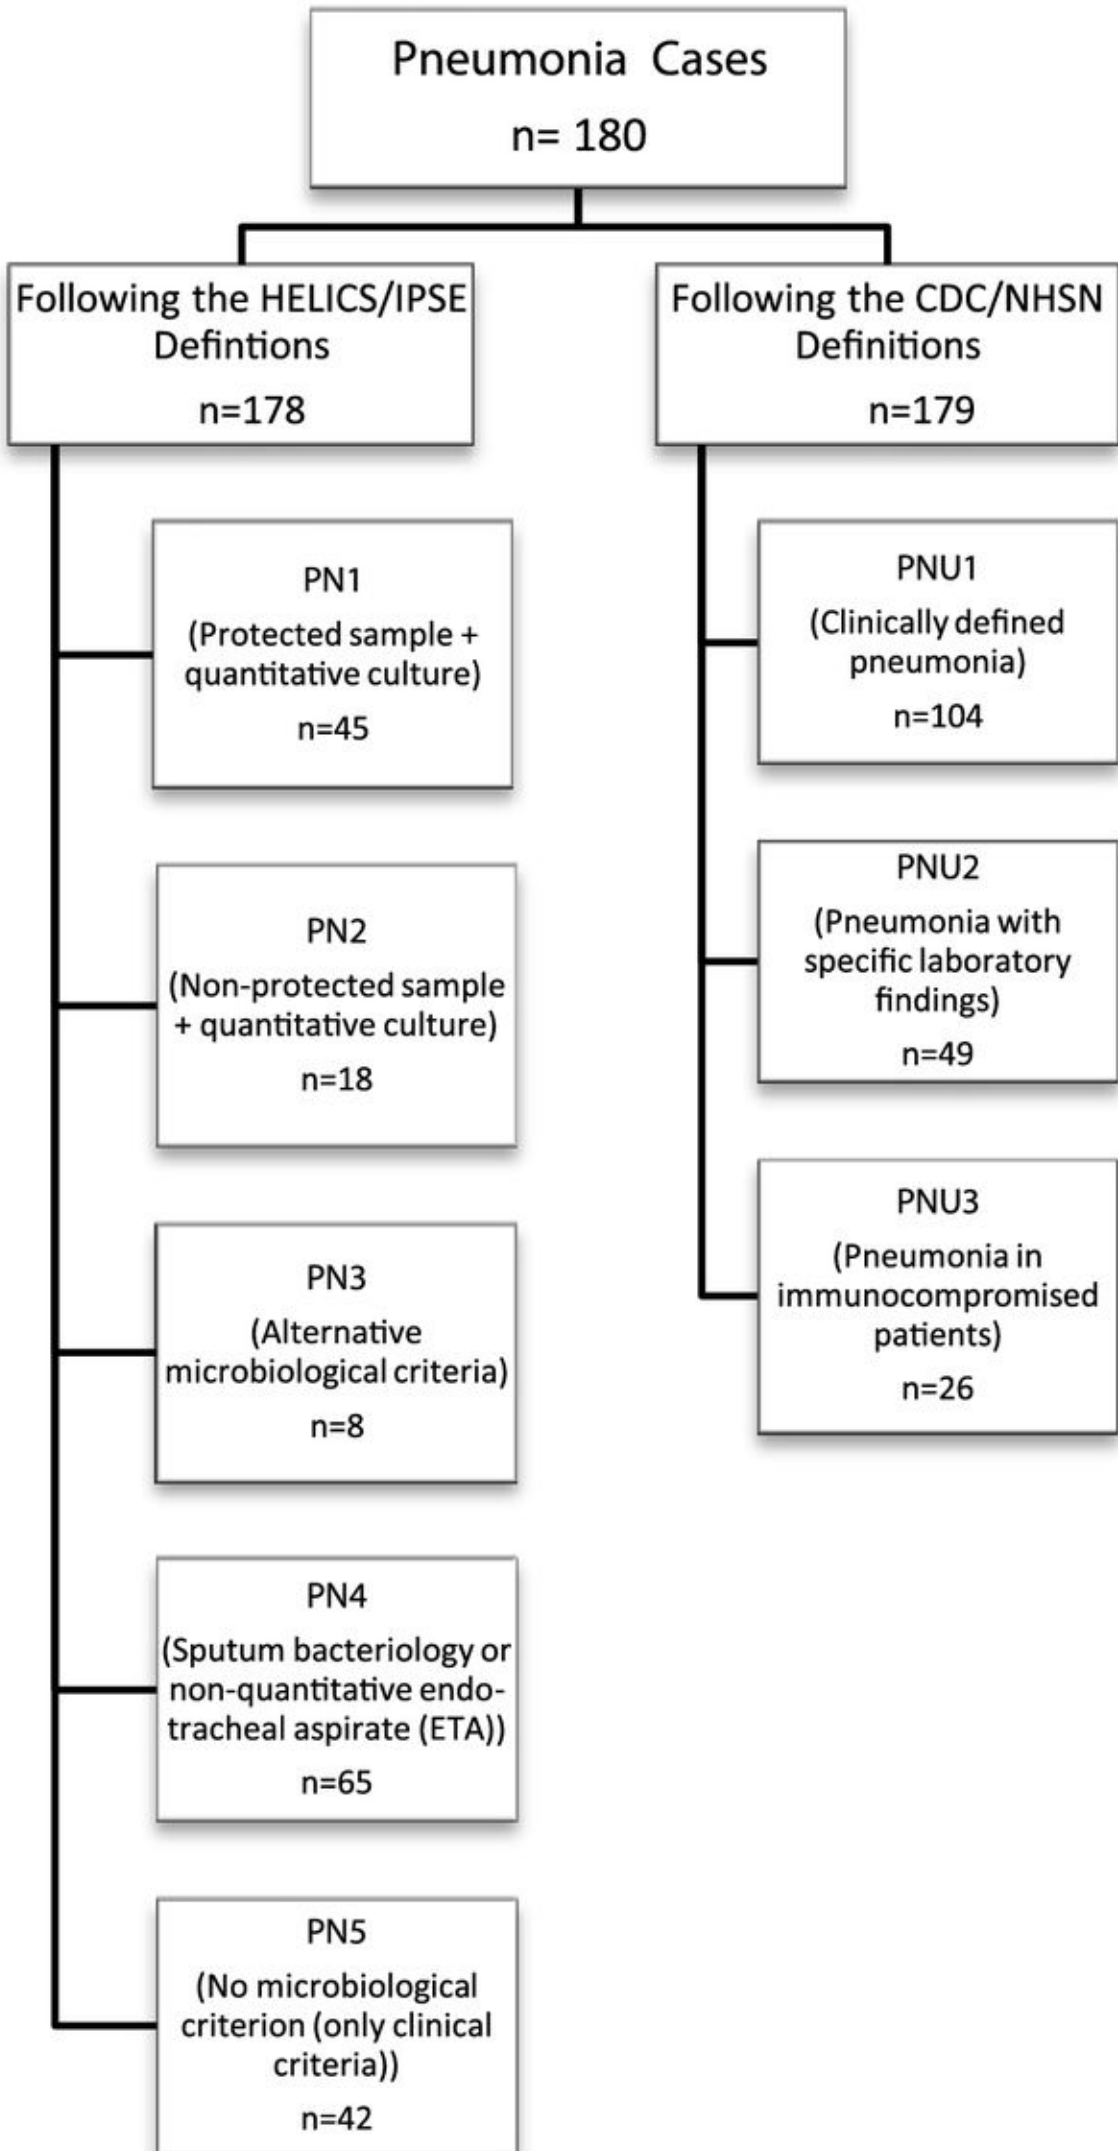 Pneumonia Cases
n= 180
Following the HELICS/IPSE
Defintions
n=178
Following the CDC/NHSN
Definitions
n=179
PN1
(Protected sample +
quantitative culture)
n=45
PN2
(Non-protected sample
+ quantitative culture)
n=18
PN3
(Alternative
microbiological criteria)
n=8
PN4
(Sputum bacteriology or
non-quantitative endo-
tracheal aspirate (ETA))
n=65
PN5
(No microbiological
criterion (only clinical
criteria))
n=42
PNU1
(Clinically defined
pneumonia)
n=104
PNU2
(Pneumonia with
specific laboratory
findings)
n=49
PNU3
(Pneumonia in
immunocompromised
patients)
n=26